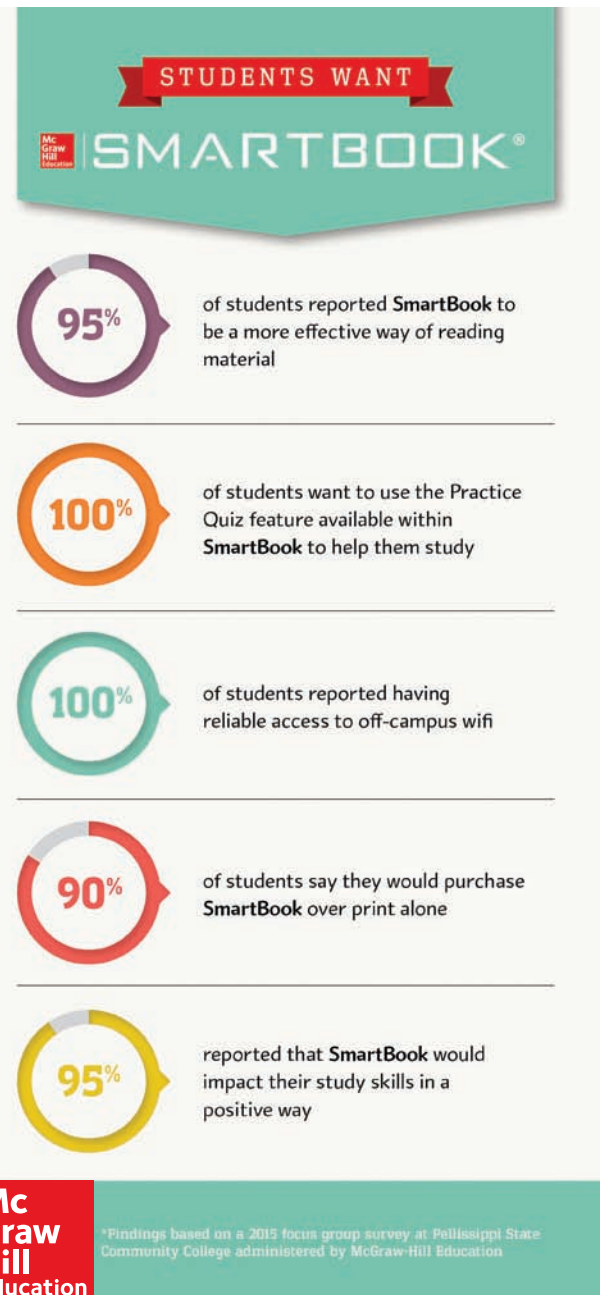 STUDENTS WANT
Mc
Graw
Hill
Education
SMARTBOOK®
95%
of students reported SmartBook to
be a more effective way of reading
material
100%
of students want to use the Practice
Quiz feature available within
SmartBook to help them study
100%
of students reported having
reliable access to off-campus wifi
90%
of students say they would purchase
SmartBook over print alone
95%
reported that SmartBook would
impact their study skills in a
positive way
Mc
raw
ill
ucation
*Findings based on a 2015 focus group survey at Pellissippi State
Community College administered by McGraw-Hill Education